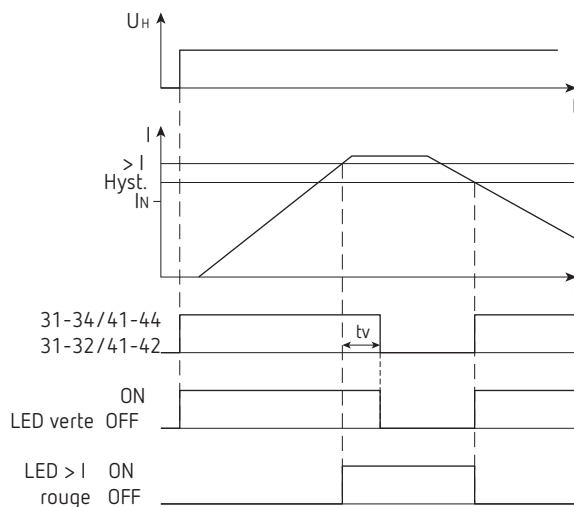 UH
I
> I
Hyst.
IN
31-34/41-44
31-32/41-42
tv
ON
LED verte OFF
LED > I ON
rouge OFF